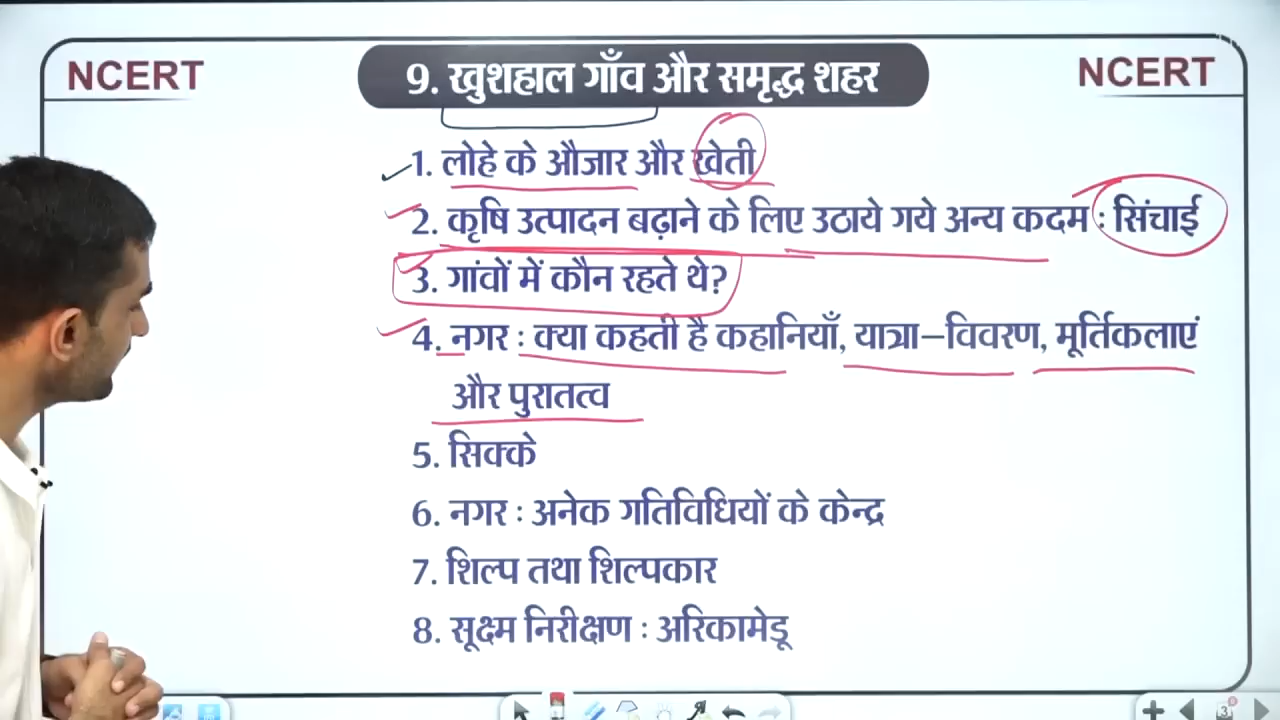 NCERT
9. खुशहाल गाँव और समृद्ध शहर
NCERT
1. लोहे के औजार और खेती
2. कृषि उत्पादन बढ़ाने के लिए उठाये गये अन्य कदम : सिंचाई
3. गांवों में कौन रहते थे?
4. नगर : क्या कहती है कहानियाँ, यात्रा–विवरण, मूर्तिकलाएं
और पुरातत्व
5. सिक्के
6. नगर : अनेक गतिविधियों के केन्द्र
7. शिल्प तथा शिल्पकार
8. सूक्ष्म निरीक्षण : अरिकामेडू
3